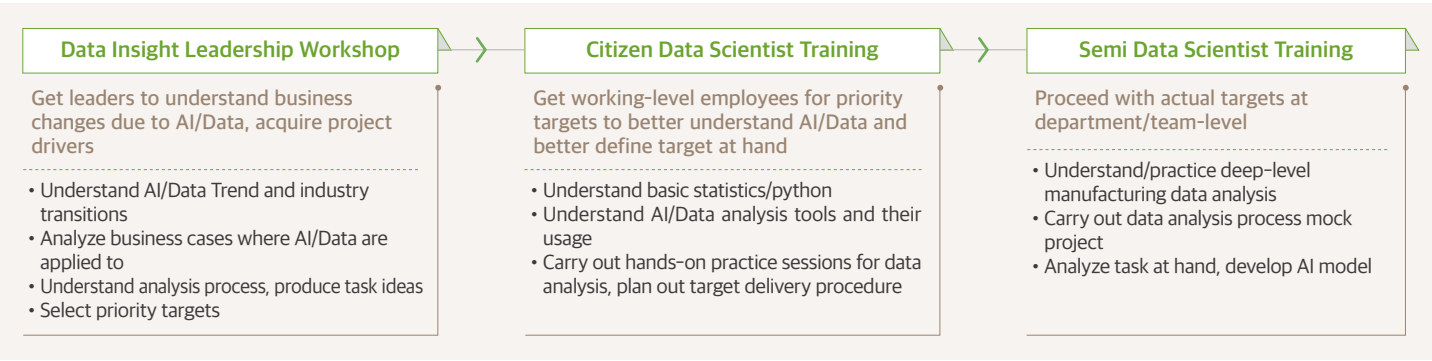 Data Insight Leadership Workshop
Get leaders to understand business
changes due to AI/Data, acquire project
drivers
• Understand AI/Data Trend and industry
transitions
• Analyze business cases where AI/Data are
applied to
• Understand analysis process, produce task ideas
• Select priority targets
Citizen Data Scientist Training
Get working-level employees for priority
targets to better understand AI/Data and
better define target at hand
• Understand basic statistics/python
• Understand AI/Data analysis tools and their
usage
• Carry out hands-on practice sessions for data
analysis, plan out target delivery procedure
Semi Data Scientist Training
Proceed with actual targets at
department/team-level
• Understand/practice deep-level
manufacturing data analysis
• Carry out data analysis process mock
project
• Analyze task at hand, develop AI model